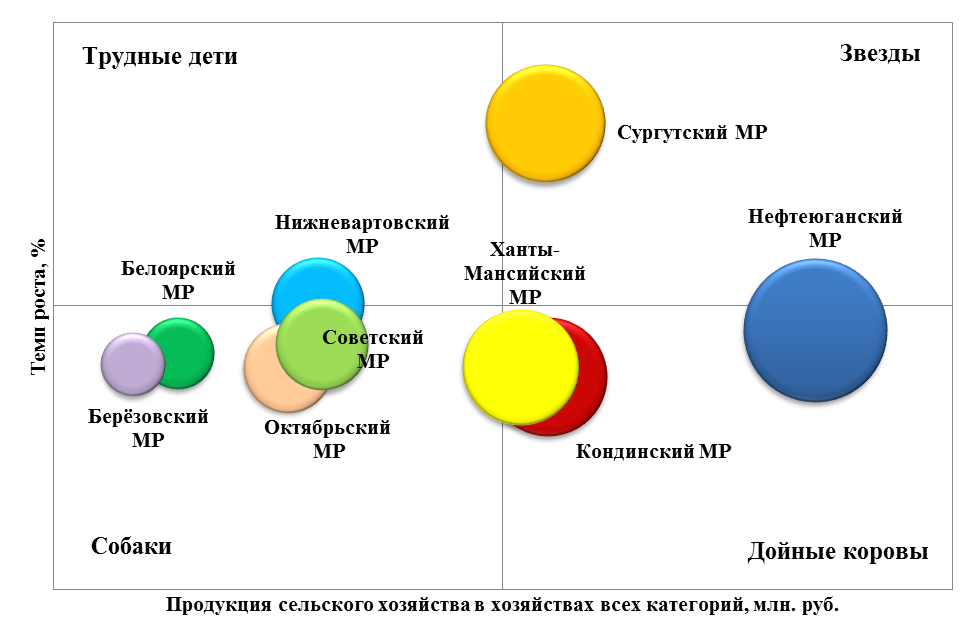 Трудные дети
Звезды
Сургутский МР
Нижневартовский
МР
Нефтеюганский
МР
Ханты-
Мансийский
МР
Белоярский
МР
Темп роста, %
Советский
МР
Берёзовский
МР
Октябрьский
МР
Кондинский МР
Собаки
Дойные коровы
Продукция сельского хозяйства в хозяйствах всех категорий, млн. руб.